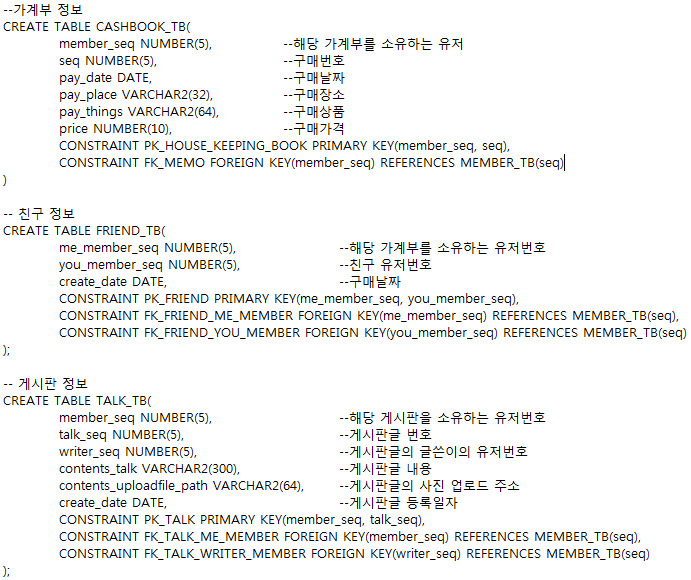 --가계부 정보
CREATE TABLE CASHBOOK_TB(
member_seq NUMBER(5), --해당 가계부를 소유하는 유저
seq NUMBER(5), --구매번호
pay_date DATE, --구매날짜
pay_place VARCHAR2(32), --구매장소
pay_things VARCHAR2(64), --구매상품
price NUMBER(10), --구매가격
CONSTRAINT PK_HOUSE_KEEPING_BOOK PRIMARY KEY(member_seq, seq),
CONSTRAINT FK_MEMO FOREIGN KEY(member_seq) REFERENCES MEMBER_TB(seq)
)
-- 친구 정보
CREATE TABLE FRIEND_TB(
me_member_seq NUMBER(5), --해당 가계부를 소유하는 유저번호
you_member_seq NUMBER(5), --친구 유저번호
create_date DATE, --구매날짜
CONSTRAINT PK_FRIEND PRIMARY KEY(me_member_seq, you_member_seq),
CONSTRAINT FK_FRIEND_ME_MEMBER FOREIGN KEY(me_member_seq) REFERENCES MEMBER_TB(seq),
CONSTRAINT FK_FRIEND_YOU_MEMBER FOREIGN KEY(you_member_seq) REFERENCES MEMBER_TB(seq)
);
-- 게시판 정보
CREATE TABLE TALK_TB(
member_seq NUMBER(5), --해당 게시판을 소유하는 유저번호
talk_seq NUMBER(5), --게시판글 번호
writer_seq NUMBER(5), --게시판글의 글쓴이의 유저번호
contents_talk VARCHAR2(300), --게시판글 내용
contents_uploadfile_path VARCHAR2(64), --게시판글의 사진 업로드 주소
create_date DATE, --게시판글 등록일자
CONSTRAINT PK_TALK PRIMARY KEY(member_seq, talk_seq),
CONSTRAINT FK_TALK_ME_MEMBER FOREIGN KEY(member_seq) REFERENCES MEMBER_TB(seq),
CONSTRAINT FK_TALK_WRITER_MEMBER FOREIGN KEY(writer_seq) REFERENCES MEMBER_TB(seq)
);